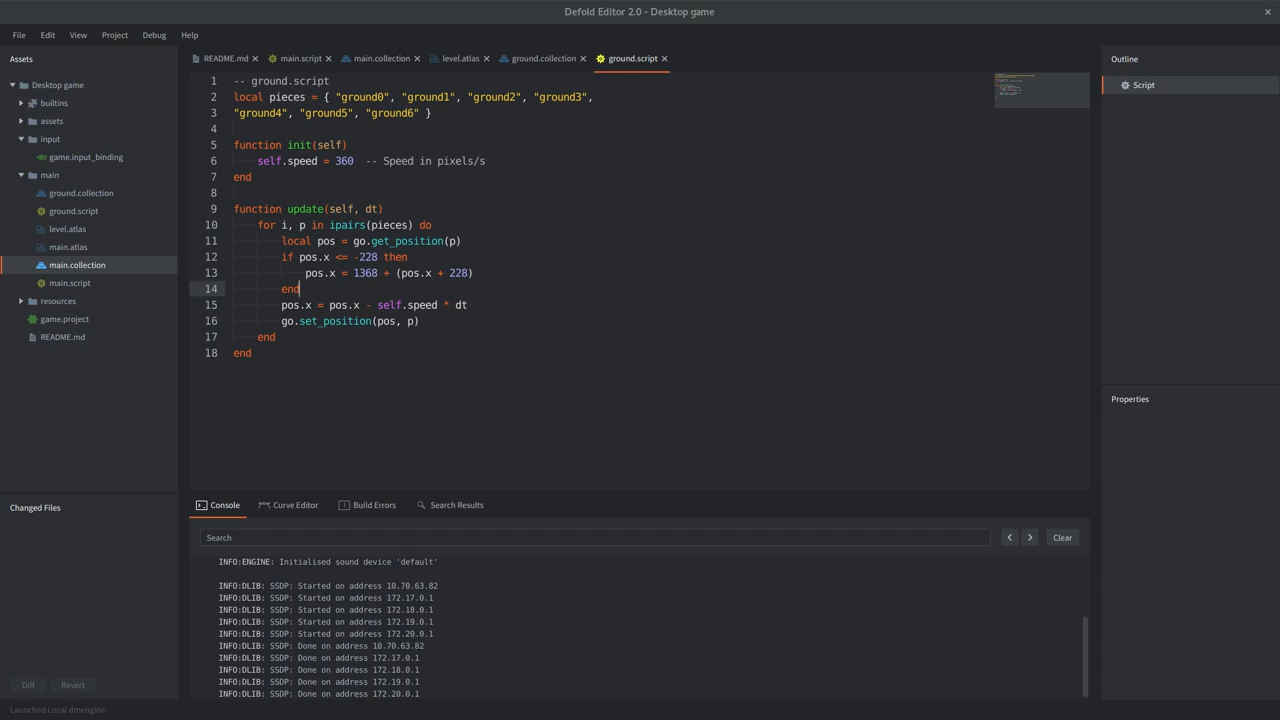 Defold Editor 2.0 - Desktop game
File Edit View Project Debug Help
Assets
Desktop game
builtins
assets
input
game.input_binding
main
ground.collection
ground.script
level.atlas
main.atlas
main.collection
main.script
resources
game.project
README.md
Changed Files
Diff Revert
README.md main.script main.collection level.atlas ground.collection ground.script
1 -- ground.script
2 local pieces = { "ground0", "ground1", "ground2", "ground3",
3 "ground4", "ground5", "ground6" }
4
5 function init(self)
6 self.speed = 360 -- Speed in pixels/s
7 end
8
9 function update(self, dt)
10 for i, p in ipairs(pieces) do
11 local pos = go.get_position(p)
12 if pos.x <= -228 then
13 pos.x = 1368 + (pos.x + 228)
14 end
15 pos.x = pos.x - self.speed * dt
16 go.set_position(pos, p)
17 end
18 end
Console Curve Editor Build Errors Search Results
Search Clear
INFO:ENGINE: Initialised sound device 'default'
INFO:DLIB: SSDP: Started on address 10.70.63.82
INFO:DLIB: SSDP: Started on address 172.17.0.1
INFO:DLIB: SSDP: Started on address 172.18.0.1
INFO:DLIB: SSDP: Started on address 172.19.0.1
INFO:DLIB: SSDP: Started on address 172.20.0.1
INFO:DLIB: SSDP: Done on address 10.70.63.82
INFO:DLIB: SSDP: Done on address 172.17.0.1
INFO:DLIB: SSDP: Done on address 172.18.0.1
INFO:DLIB: SSDP: Done on address 172.19.0.1
INFO:DLIB: SSDP: Done on address 172.20.0.1
Outline
Script
Properties
Launched Local dmengine